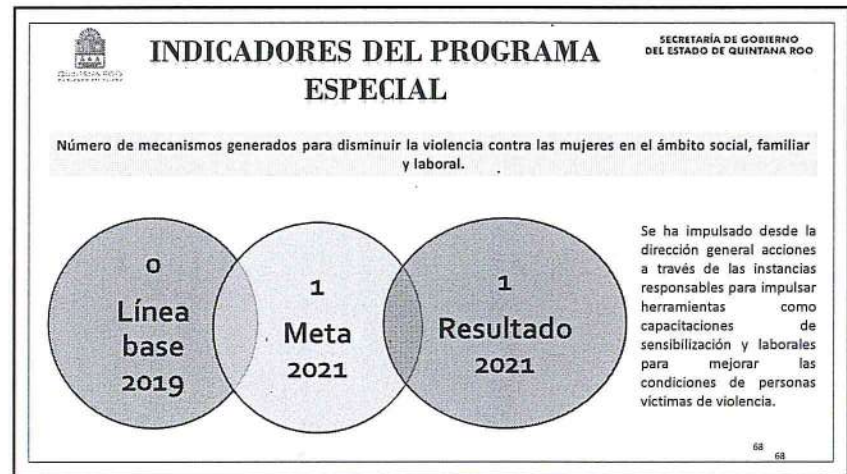 INDICADORES DEL PROGRAMA
ESPECIAL
SECRETARÍA DE GOBIERNO
DEL ESTADO DE QUINTANA ROO
QUINTANA ROO
Número de mecanismos generados para disminuir la violencia contra las mujeres en el ámbito social, familiar
y laboral.
0
Línea
base
2019
1
Meta
2021
1
Resultado
2021
Se ha impulsado desde la
dirección general acciones
a través de las instancias
responsables para impulsar
herramientas como
capacitaciones de
sensibilización y laborales
para mejorar las
condiciones de personas
víctimas de violencia.
68
68